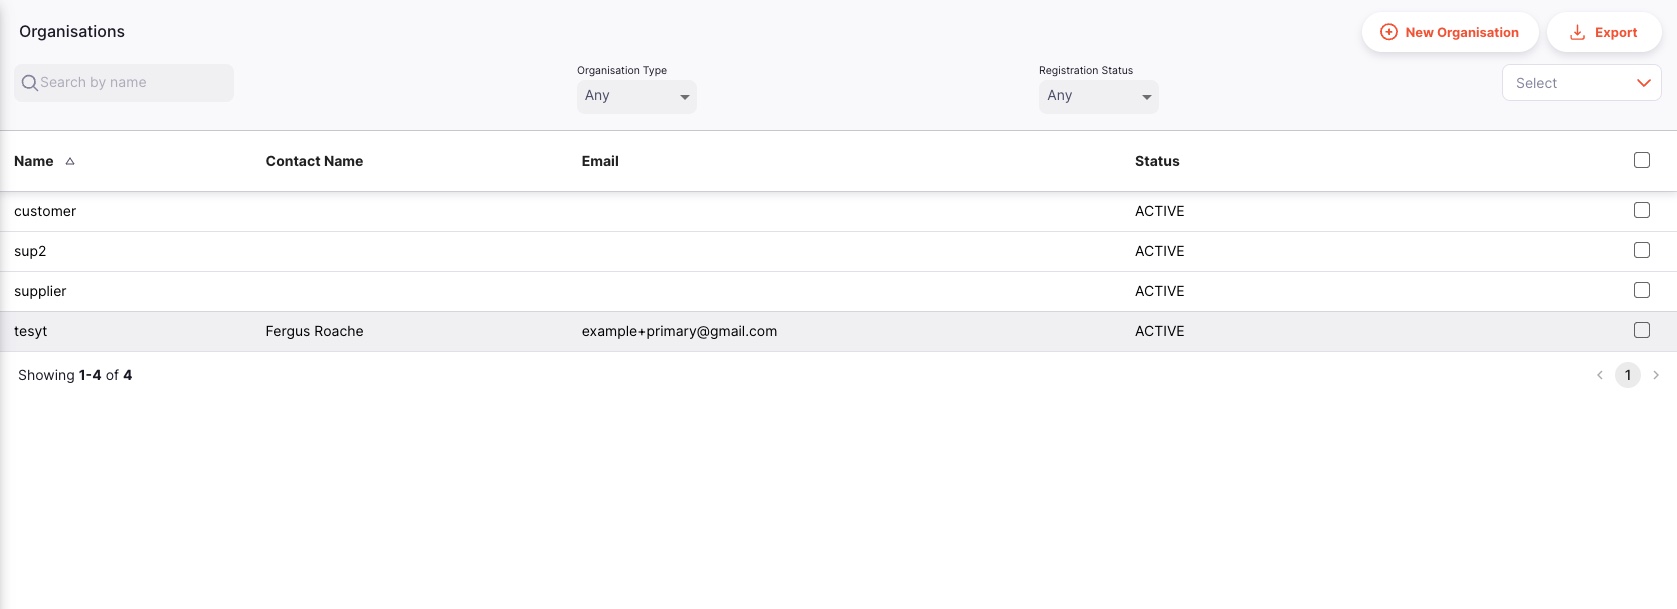 Organisations
New Organisation
Export
Search by name
Organisation Type
Any
Registration Status
Any
Select
Name Contact Name Email Status
customer ACTIVE
sup2 ACTIVE
supplier ACTIVE
tesyt Fergus Roache example+primary@gmail.com ACTIVE
Showing 1-4 of 4
1